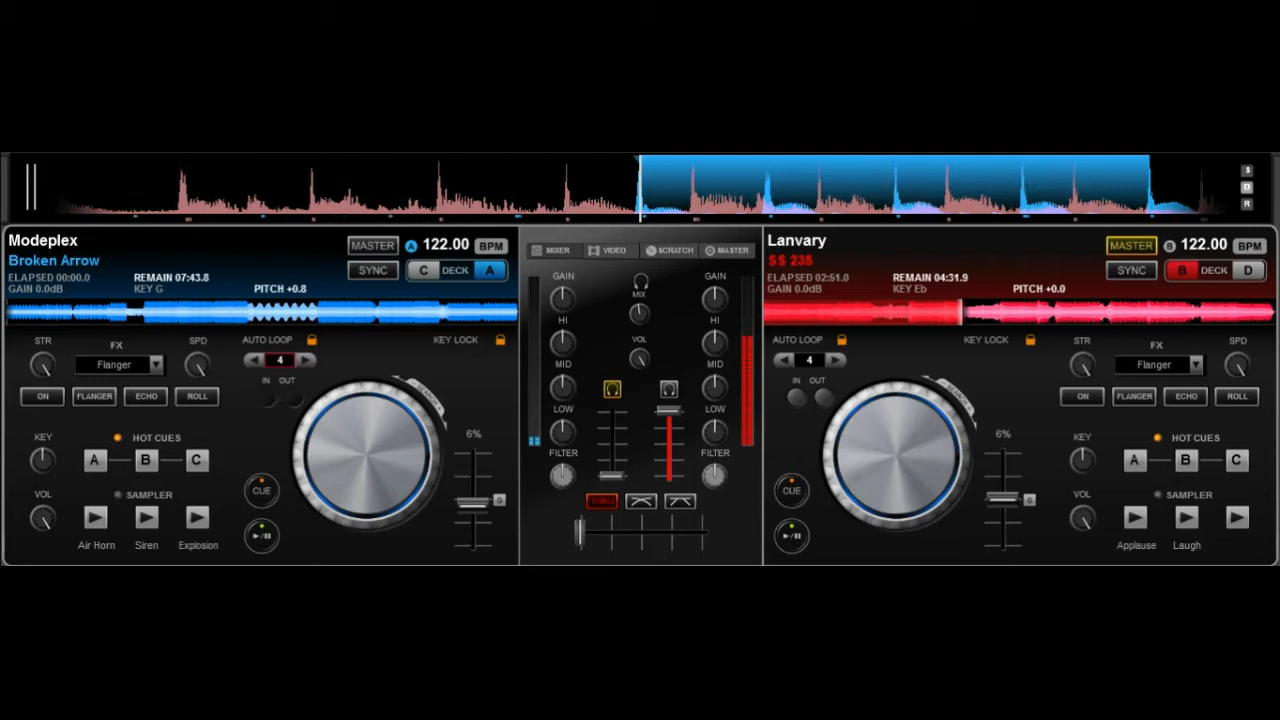 S
D
R
Modeplex
Broken Arrow
ELAPSED 00:00.0
GAIN 0.0dB
REMAIN 07:43.8
KEY G
PITCH +0.8
MASTER A 122.00 BPM
SYNC C DECK A
STR FX SPD
Flanger
ON FLANGER ECHO ROLL
AUTO LOOP
4
IN OUT
KEY LOCK
KEY HOT CUES
A B C
VOL SAMPLER
Air Horn Siren Explosion
CUE
6%
MIXER VIDEO SCRATCH MASTER
GAIN MIX GAIN
HI VOL HI
MID MID
LOW LOW
FILTER FILTER
Lanvary
$$ 235
ELAPSED 02:51.0
GAIN 0.0dB
REMAIN 04:31.9
KEY Eb
PITCH +0.0
MASTER B 122.00 BPM
SYNC B DECK D
AUTO LOOP
4
IN OUT
KEY LOCK
STR FX SPD
Flanger
ON FLANGER ECHO ROLL
CUE
6%
KEY HOT CUES
A B C
VOL SAMPLER
Applause Laugh